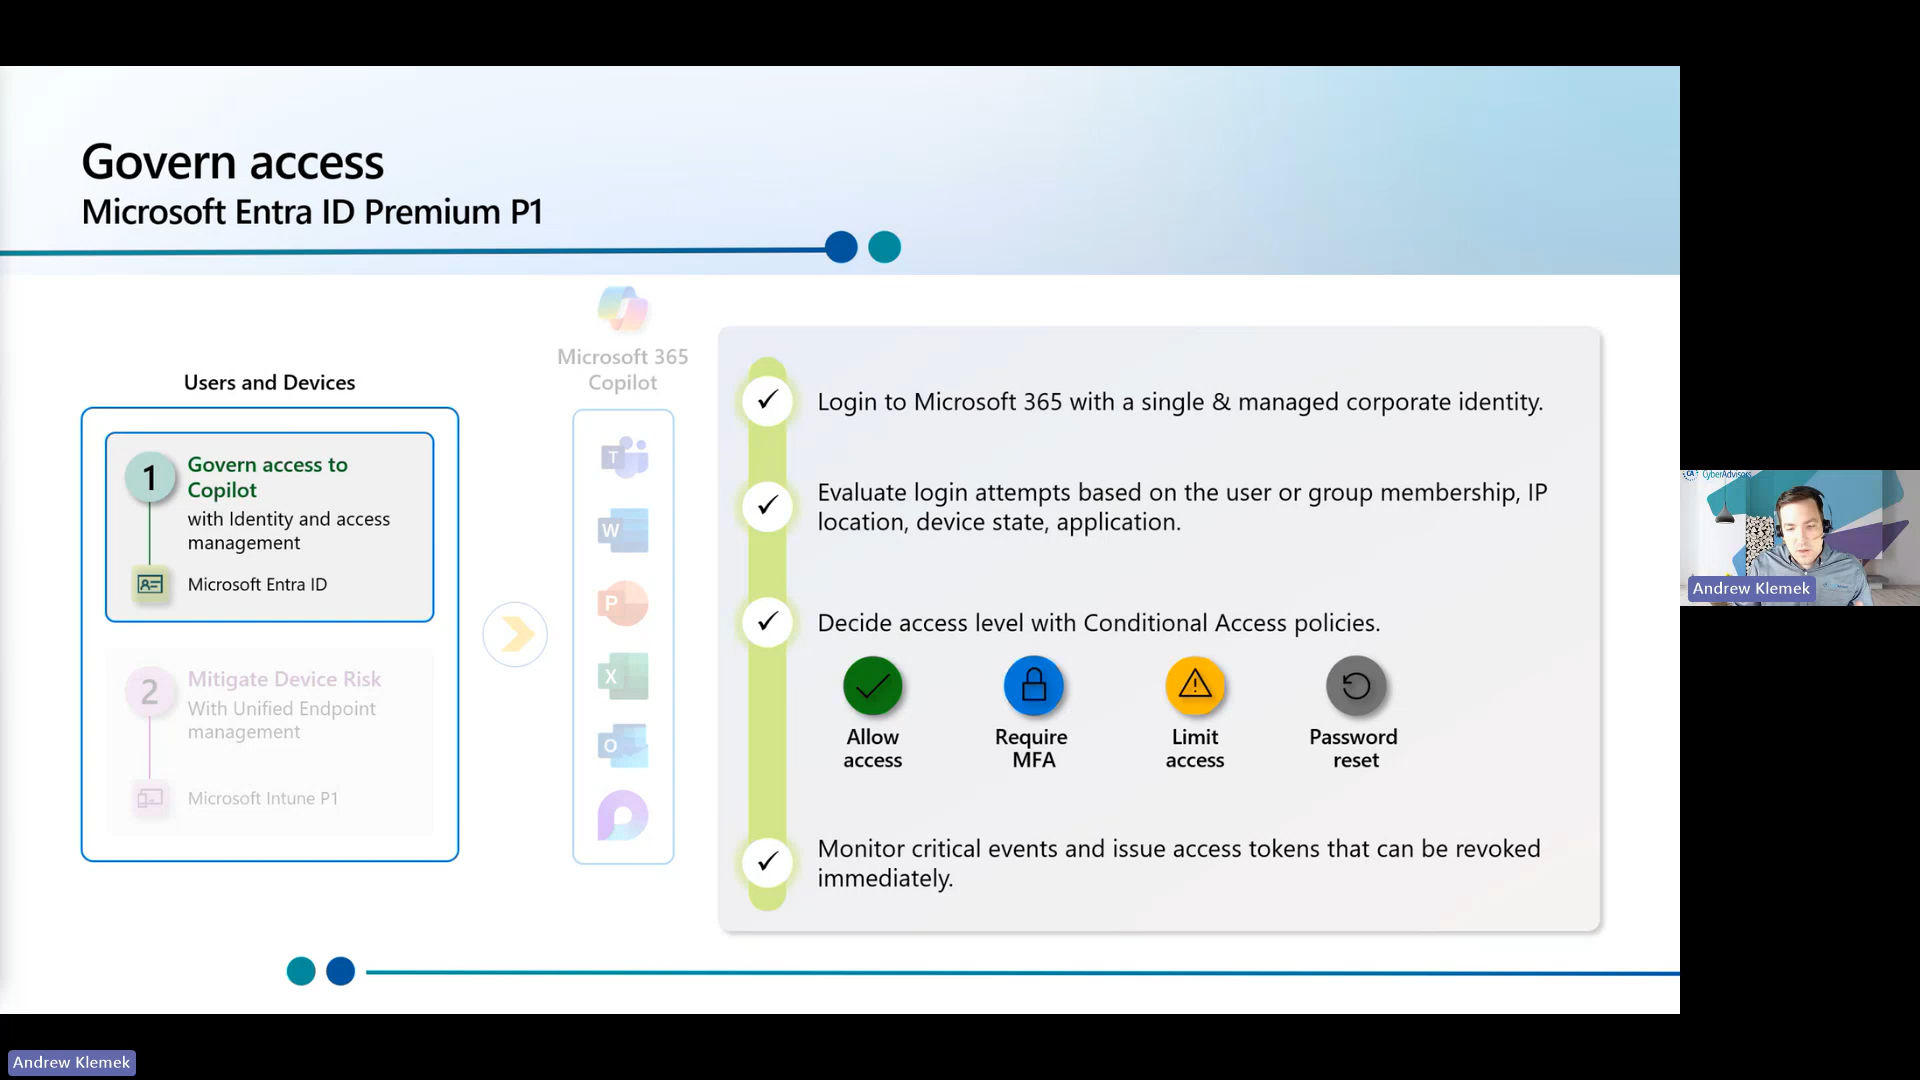 Govern access
Microsoft Entra ID Premium P1
Users and Devices
1
Govern access to
Copilot
with Identity and access
management
Microsoft Entra ID
2
Mitigate Device Risk
With Unified Endpoint
management
Microsoft Intune P1
Microsoft 365
Copilot
T
W
P
X
O
Login to Microsoft 365 with a single & managed corporate identity.
Evaluate login attempts based on the user or group membership, IP
location, device state, application.
Decide access level with Conditional Access policies.
Allow
access
Require
MFA
Limit
access
Password
reset
Monitor critical events and issue access tokens that can be revoked
immediately.
CA CyberAdvisors
Andrew Klemek
Andrew Klemek